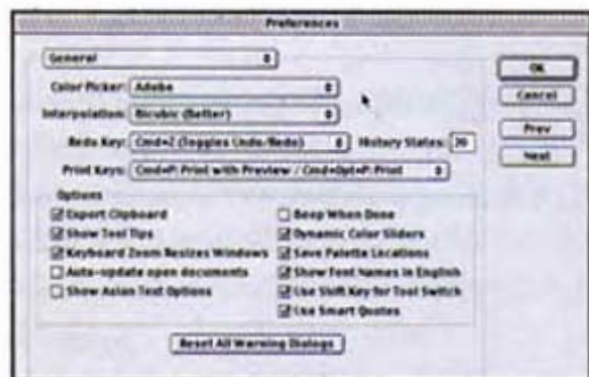 Preferences
General
Color Picker: Adobe
Interpolation: Bicubic (Better)
Redo Key: Cmd+Z (Toggles Undo/Redo) History States: 20
Print Keys: Cmd+P: Print with Preview / Cmd+Opt+P: Print
Options
Export Clipboard
Show Tool Tips
Keyboard Zoom Resizes Windows
Auto-update open documents
Show Asian Text Options
Beep When Done
Dynamic Color Sliders
Save Palette Locations
Show Font Names in English
Use Shift Key for Tool Switch
Use Smart Quotes
Reset All Warning Dialogs
OK
Cancel
Prev
Next